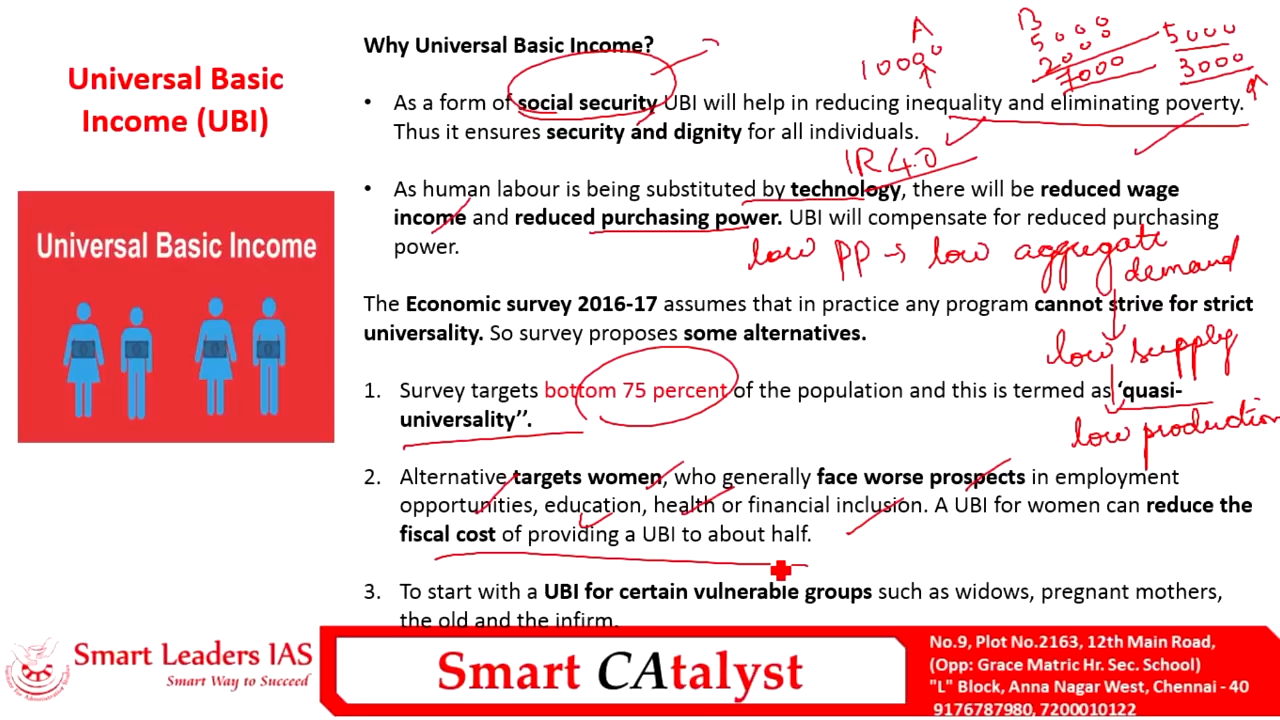 Universal Basic
Income (UBI)
Universal Basic Income
Why Universal Basic Income?
A
10000
B
5000
2000
7000
5000
3000
• As a form of social security UBI will help in reducing inequality and eliminating poverty.
Thus it ensures security and dignity for all individuals.
IR 4.0
• As human labour is being substituted by technology, there will be reduced wage
income and reduced purchasing power. UBI will compensate for reduced purchasing
power.
low PP → low aggregate
demand
The Economic survey 2016-17 assumes that in practice any program cannot strive for strict
universality. So survey proposes some alternatives.
low supply
1. Survey targets bottom 75 percent of the population and this is termed as ‘quasi-
universality’’.
low production
2. Alternative targets women, who generally face worse prospects in employment
opportunities, education, health or financial inclusion. A UBI for women can reduce the
fiscal cost of providing a UBI to about half.
3. To start with a UBI for certain vulnerable groups such as widows, pregnant mothers,
the old and the infirm.
Smart Leaders IAS
Smart Way to Succeed
Smart CAtalyst
No.9, Plot No.2163, 12th Main Road,
(Opp: Grace Matric Hr. Sec. School)
"L" Block, Anna Nagar West, Chennai - 40
9176787980, 7200010122